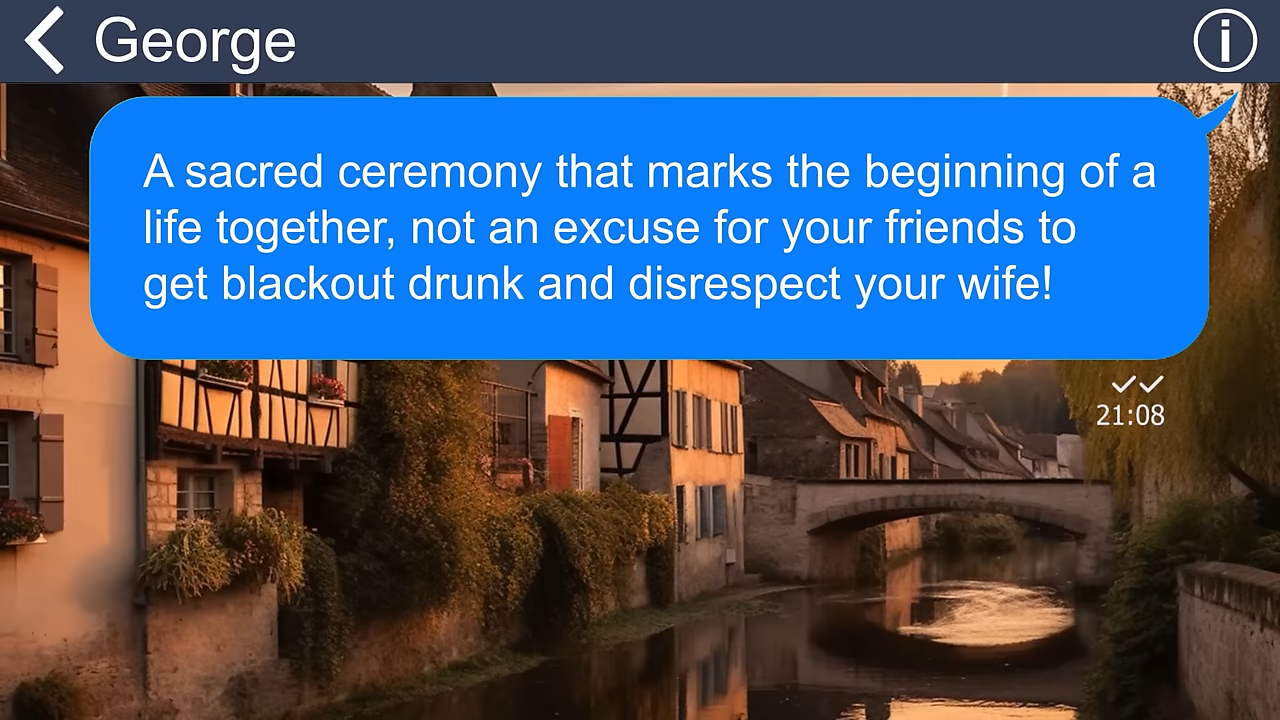 George
A sacred ceremony that marks the beginning of a
life together, not an excuse for your friends to
get blackout drunk and disrespect your wife!
21:08